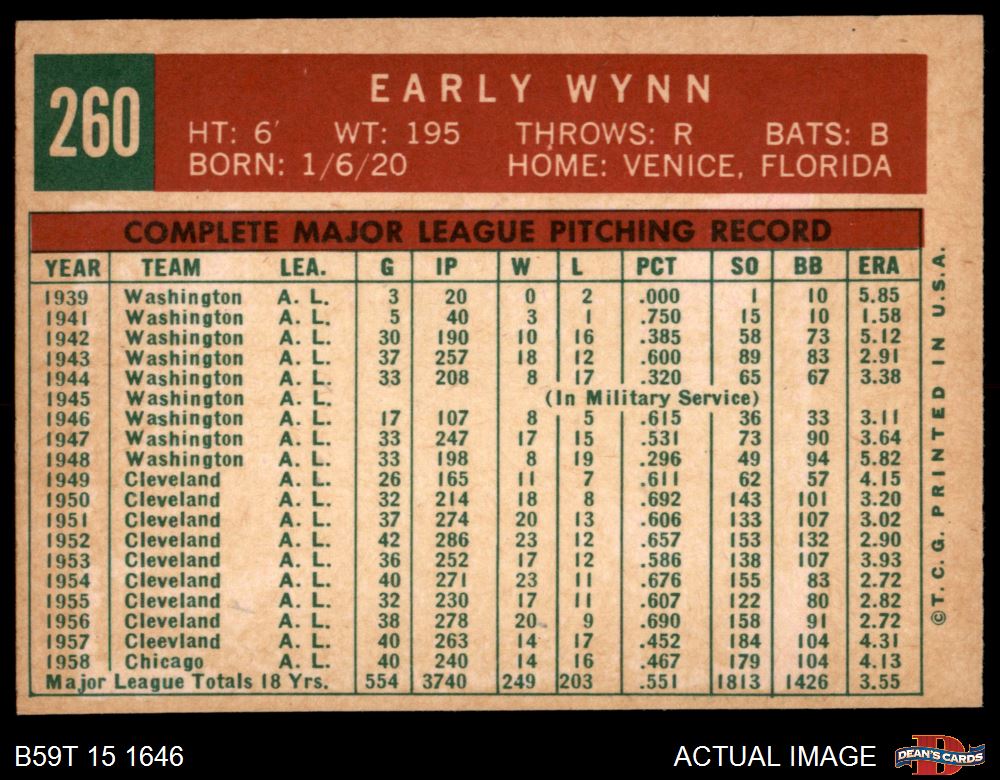 260
EARLY WYNN
HT: 6' WT: 195 THROWS: R BATS: B
BORN: 1/6/20 HOME: VENICE, FLORIDA
COMPLETE MAJOR LEAGUE PITCHING RECORD
YEAR TEAM LEA. G IP W L PCT SO BB ERA
1939 Washington A. L. 3 20 0 2 .000 1 10 5.85
1941 Washington A. L. 5 40 3 1 .750 15 10 1.58
1942 Washington A. L. 30 190 10 16 .385 58 73 5.12
1943 Washington A. L. 37 257 18 12 .600 89 83 2.91
1944 Washington A. L. 33 208 8 17 .320 65 67 3.38
1945 Washington A. L. (In Military Service)
1946 Washington A. L. 17 107 8 5 .615 36 33 3.11
1947 Washington A. L. 33 247 17 15 .531 73 90 3.64
1948 Washington A. L. 33 198 8 19 .296 49 94 5.82
1949 Cleveland A. L. 26 165 11 7 .611 62 57 4.15
1950 Cleveland A. L. 32 214 18 8 .692 143 101 3.20
1951 Cleveland A. L. 37 274 20 13 .606 133 107 3.02
1952 Cleveland A. L. 42 286 23 12 .657 153 132 2.90
1953 Cleveland A. L. 36 252 17 12 .586 138 107 3.93
1954 Cleveland A. L. 40 271 23 11 .676 155 83 2.72
1955 Cleveland A. L. 32 230 17 11 .607 122 80 2.82
1956 Cleveland A. L. 38 278 20 9 .690 158 91 2.72
1957 Cleevland A. L. 40 263 14 17 .452 184 104 4.31
1958 Chicago A. L. 40 240 14 16 .467 179 104 4.13
Major League Totals 18 Yrs. 554 3740 249 203 .551 1813 1426 3.55
©T. C. G. PRINTED IN U.S.A.
B59T 15 1646
ACTUAL IMAGE
DEAN'S CARDS